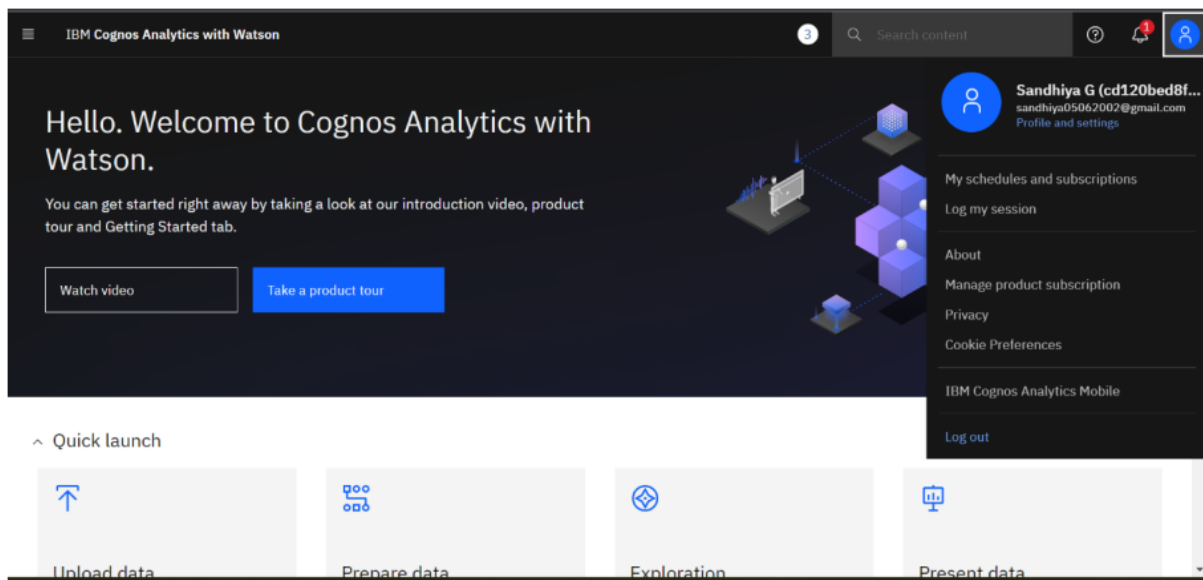 IBM Cognos Analytics with Watson
3
Search content
1
Hello. Welcome to Cognos Analytics with
Watson.
You can get started right away by taking a look at our introduction video, product
tour and Getting Started tab.
Watch video
Take a product tour
Sandhiya G (cd120bed8f...
sandhiya05062002@gmail.com
Profile and settings
My schedules and subscriptions
Log my session
About
Manage product subscription
Privacy
Cookie Preferences
IBM Cognos Analytics Mobile
Log out
Quick launch
Upload data
Prepare data
Exploration
Present data